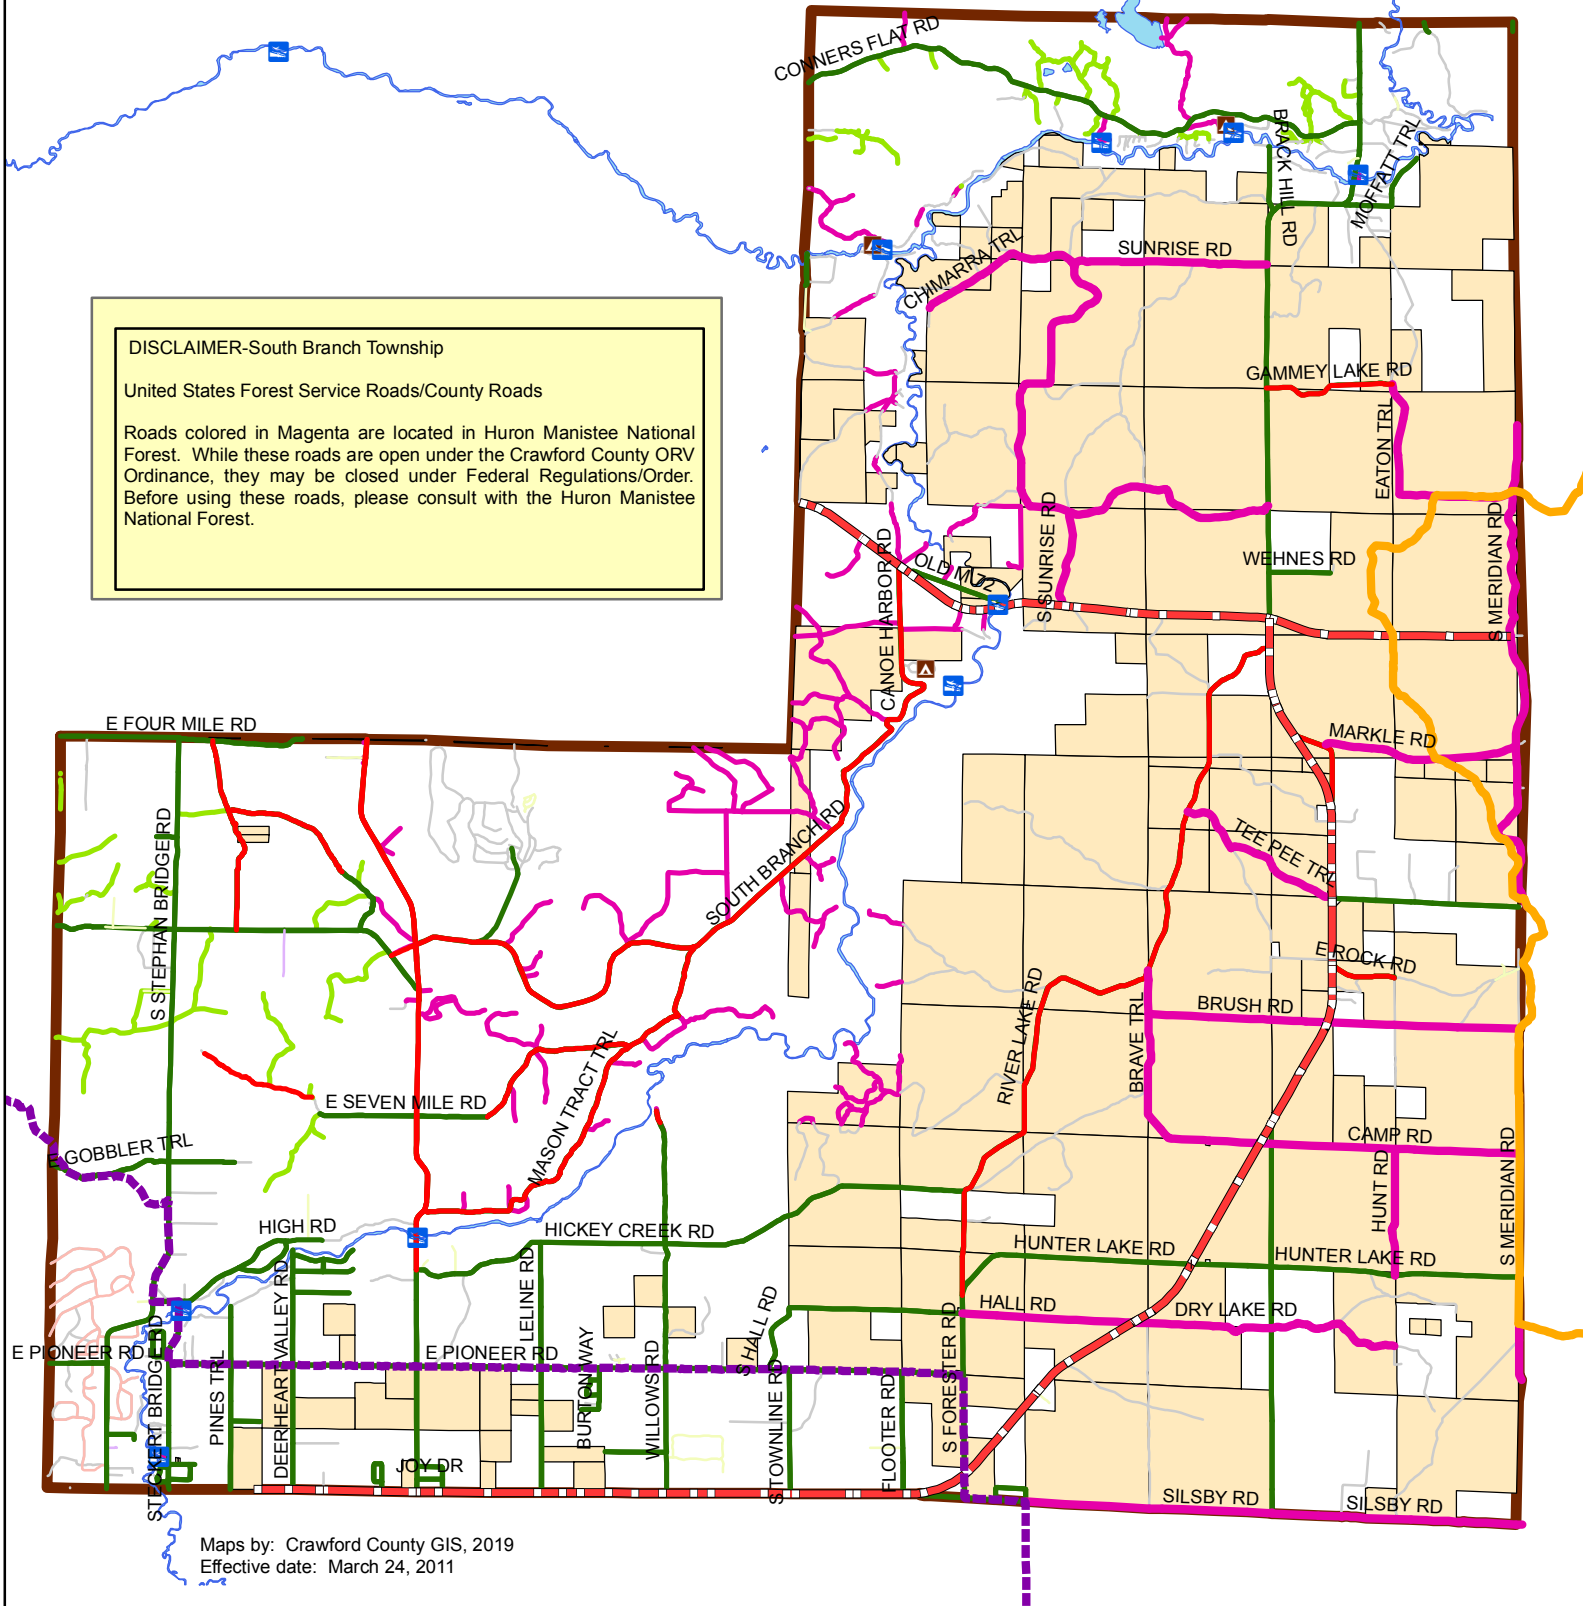 CONNERS FLAT RD
BRACK HILL RD
MOFFATT TRL
CHIMARRA TRL
SUNRISE RD
DISCLAIMER-South Branch Township
United States Forest Service Roads/County Roads
Roads colored in Magenta are located in Huron Manistee National
Forest. While these roads are open under the Crawford County ORV
Ordinance, they may be closed under Federal Regulations/Order.
Before using these roads, please consult with the Huron Manistee
National Forest.
GAMMEY LAKE RD
EATON TRL
S MERIDIAN RD
CANOE HARBOR RD
OLD M 72
S SUNRISE RD
WEHNES RD
E FOUR MILE RD
MARKLE RD
S STEPHAN BRIDGE RD
SOUTH BRANCH RD
TEE PEE TRL
E ROCK RD
RIVER LAKE RD
BRUSH RD
BRAVE TRL
E SEVEN MILE RD
MASON TRACT TRL
CAMP RD
E GOBBLER TRL
HUNT RD
S MERIDIAN RD
HIGH RD
HICKEY CREEK RD
HUNTER LAKE RD
HUNTER LAKE RD
DEERHEART VALLEY RD
LELINE RD
S HALL RD
HALL RD
DRY LAKE RD
E PIONEER RD
STECKERT BRIDGE RD
PINES TRL
E PIONEER RD
BURTON WAY
WILLOWS RD
S TOWNLINE RD
FLOOTER RD
S FORESTER RD
JOY DR
SILSBY RD
SILSBY RD
Maps by: Crawford County GIS, 2019
Effective date: March 24, 2011